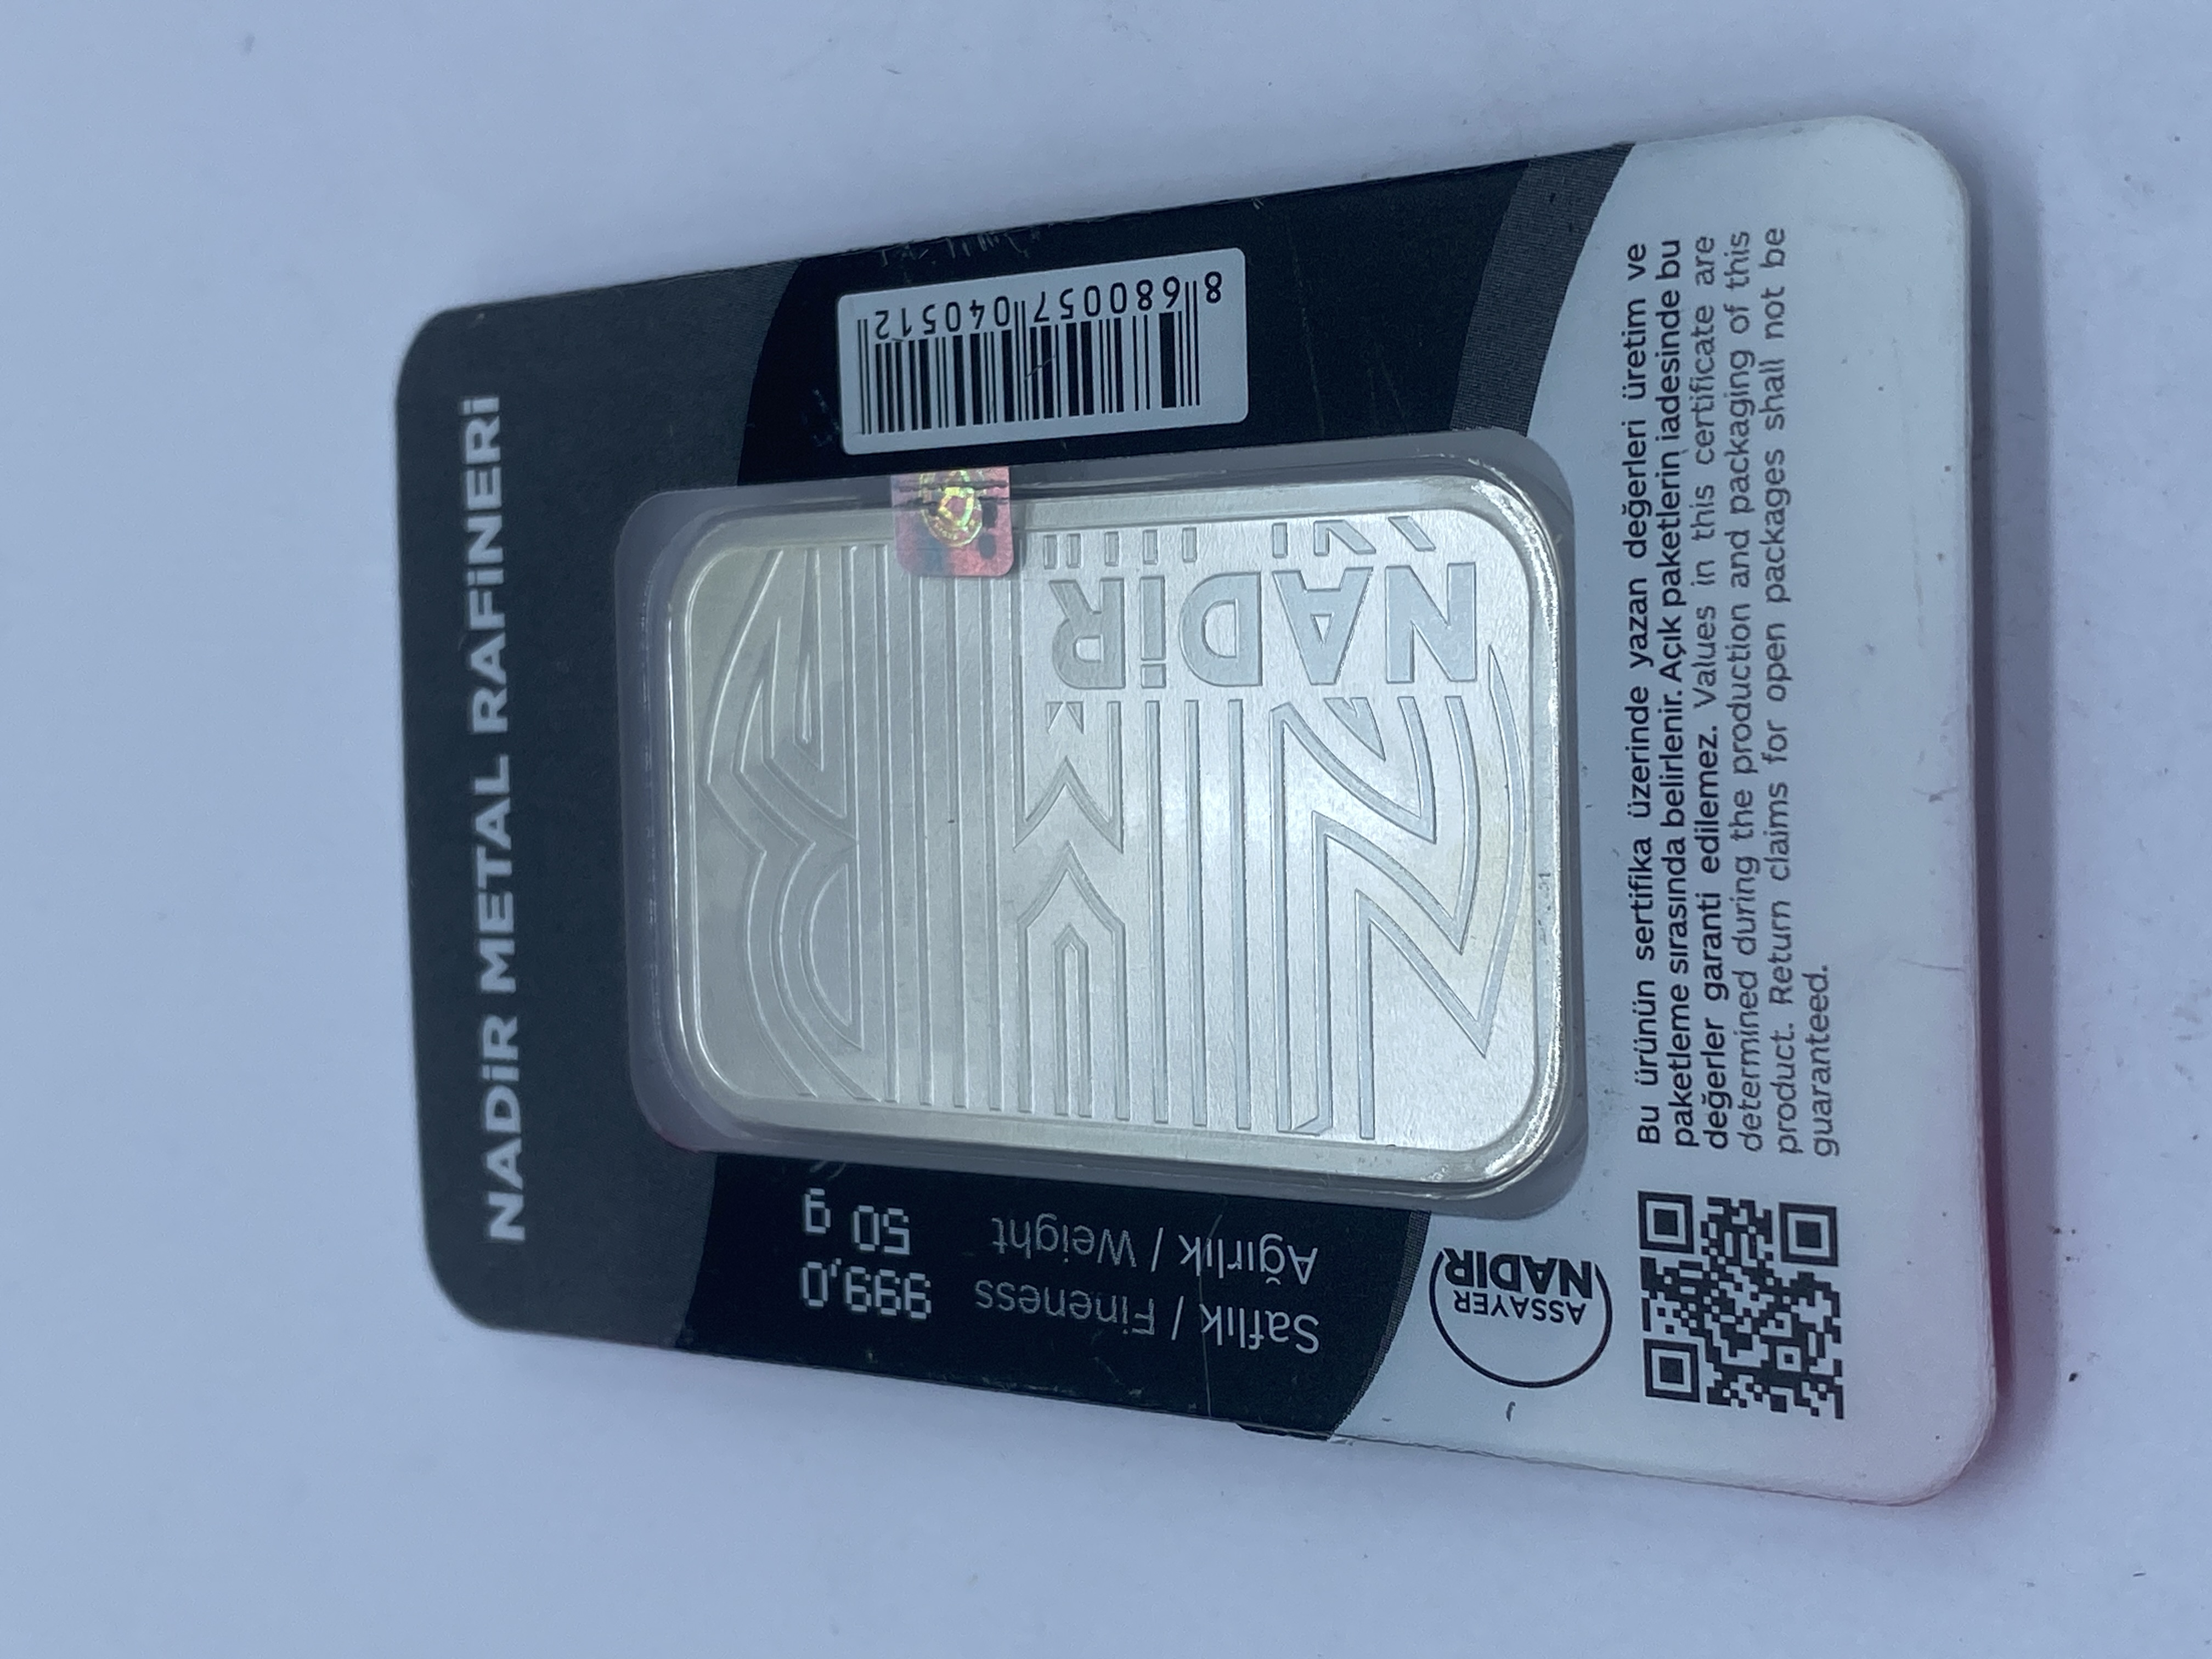 NADİR METAL RAFİNERİ
8 680057 040512
NADİR
Saflık / Fineness 999,0
Ağırlık / Weight 50 g
ASSAYER
NADİR
Bu ürünün sertifika üzerinde yazan değerleri üretim ve
paketleme sırasında belirlenir. Açık paketlerin iadesinde bu
değerler garanti edilemez. Values in this certificate are
determined during the production and packaging of this
product. Return claims for open packages shall not be
guaranteed.